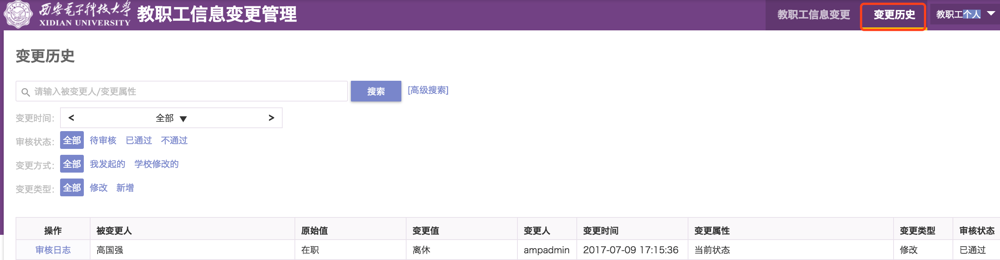 西安電子科技大学 教职工信息变更管理 教职工信息变更 变更历史 教职工个人
XIDIAN UNIVERSITY
变更历史
请输入被变更人/变更属性 搜索 [高级搜索]
变更时间: < 全部 >
审核状态: 全部 待审核 已通过 不通过
变更方式: 全部 我发起的 学校修改的
变更类型: 全部 修改 新增
操作 被变更人 原始值 变更值 变更人 变更时间 变更属性 变更类型 审核状态
审核日志 高国强 在职 离休 ampadmin 2017-07-09 17:15:36 当前状态 修改 已通过